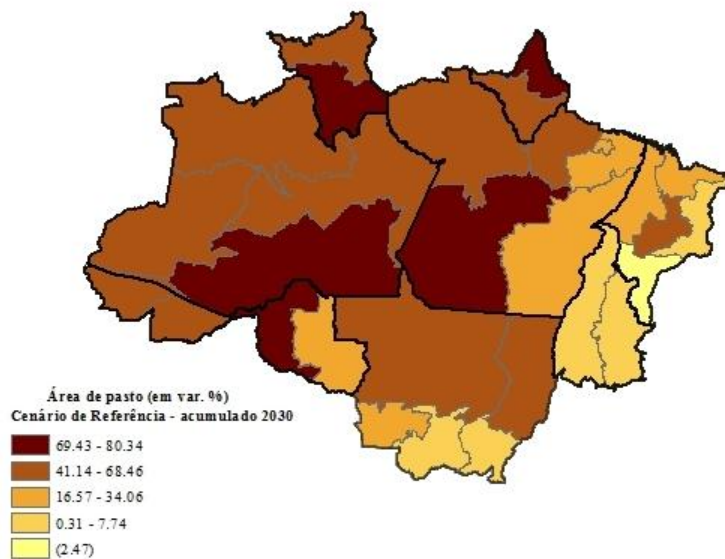 Área de pasto (em var. %)
Cenário de Referência - acumulado 2030
69.43 - 80.34
41.14 - 68.46
16.57 - 34.06
0.31 - 7.74
(2.47)